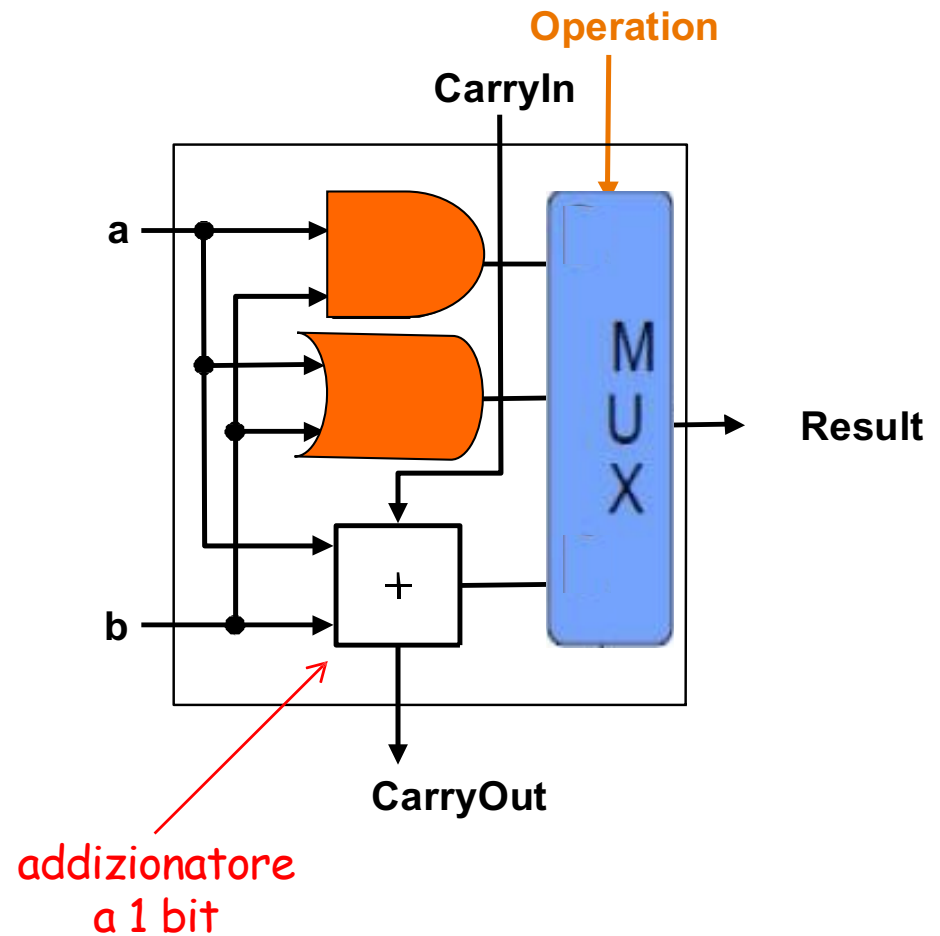 Operation
CarryIn
a
M
U
X
Result
+
b
CarryOut
addizionatore
a 1 bit